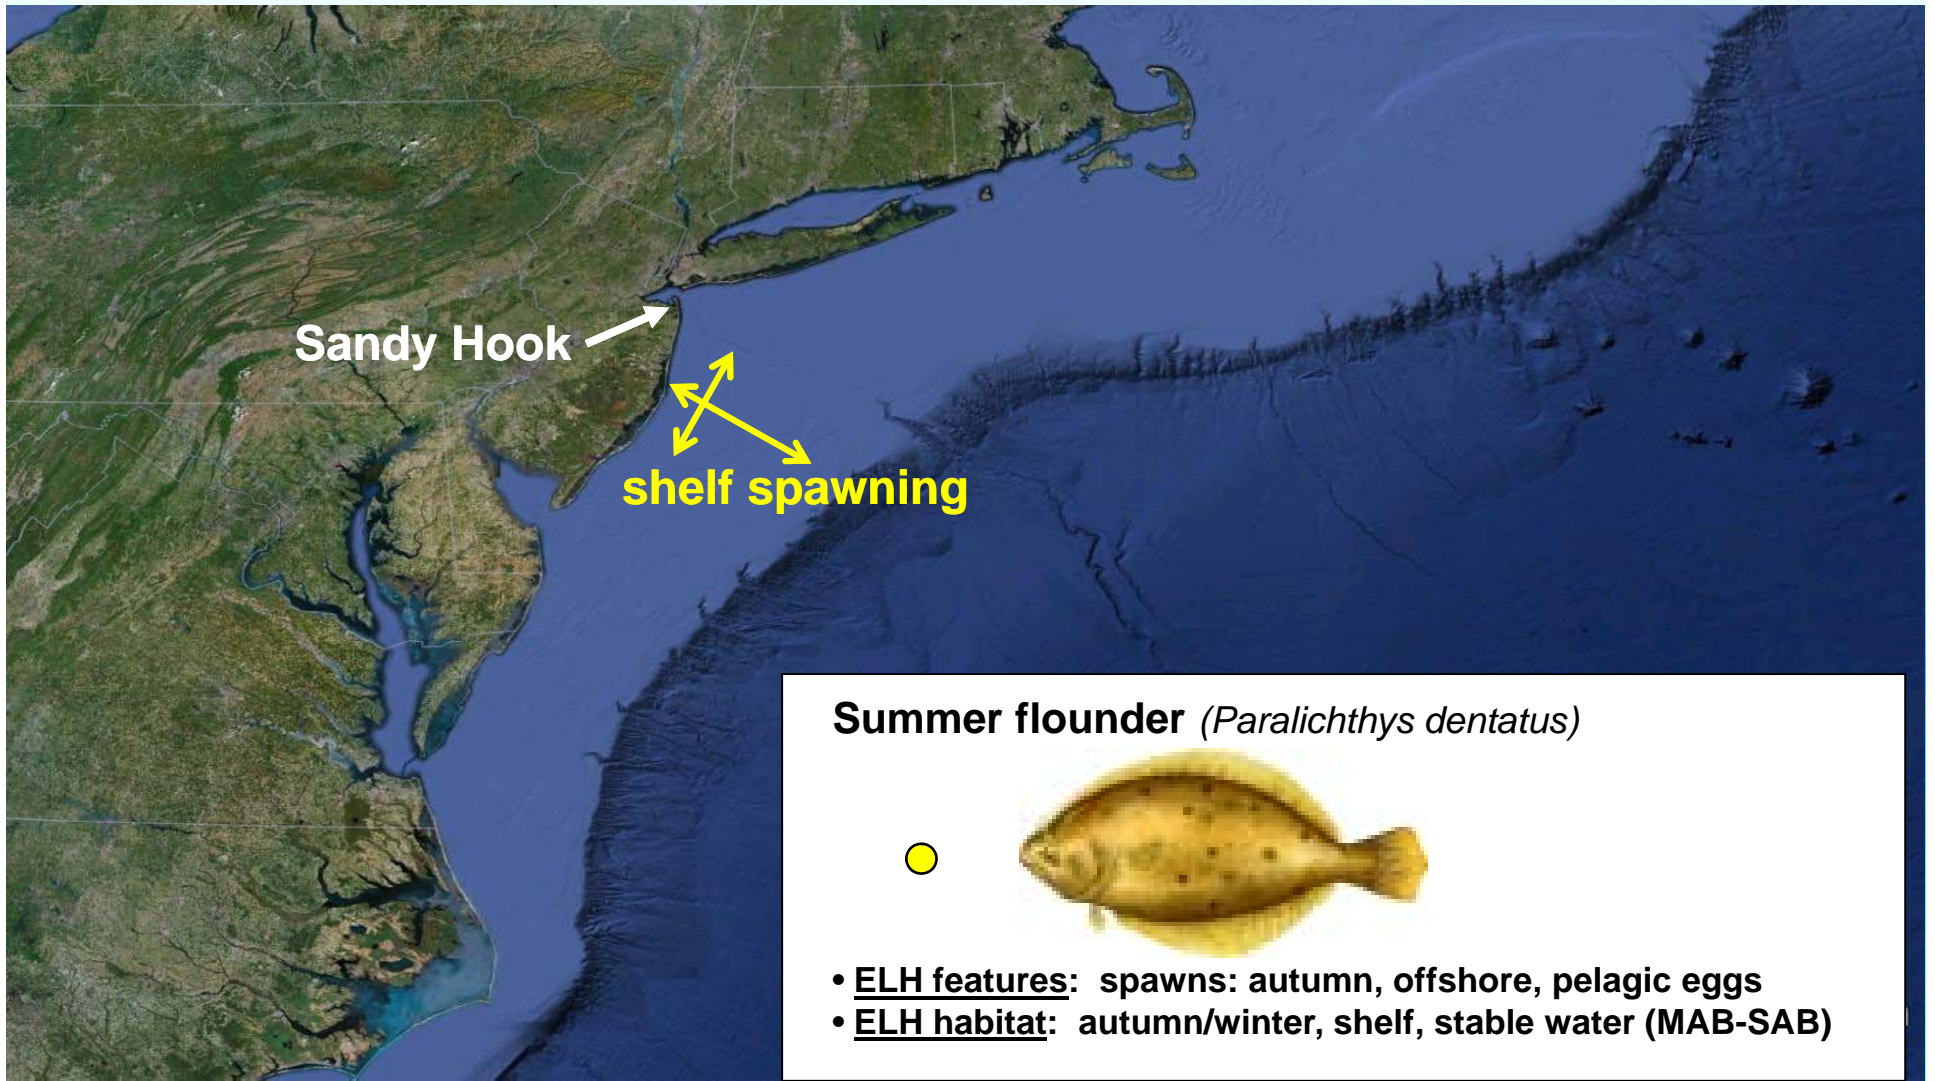 Sandy Hook
shelf spawning
Summer flounder (Paralichthys dentatus)
• ELH features:  spawns: autumn, offshore, pelagic eggs
• ELH habitat:  autumn/winter, shelf, stable water (MAB-SAB)